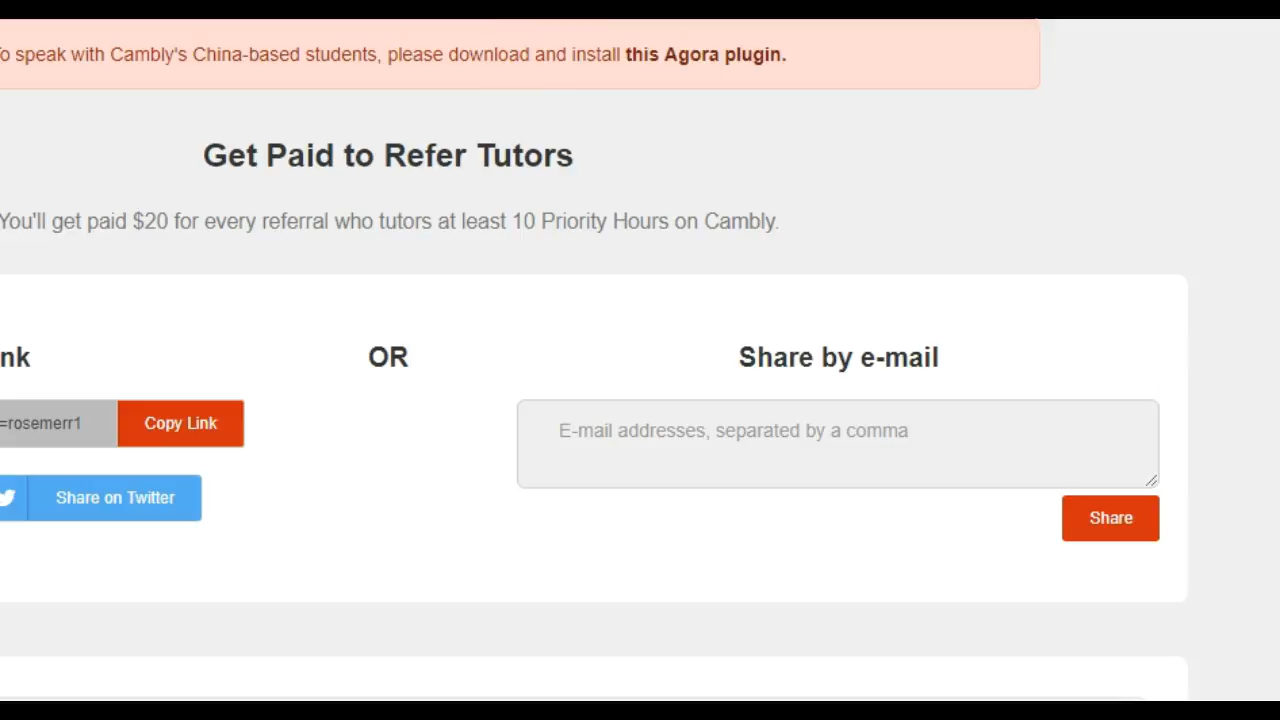 To speak with Cambly's China-based students, please download and install this Agora plugin.
Get Paid to Refer Tutors
You'll get paid $20 for every referral who tutors at least 10 Priority Hours on Cambly.
nk
OR
Share by e-mail
=rosemerr1
Copy Link
E-mail addresses, separated by a comma
Share on Twitter
Share